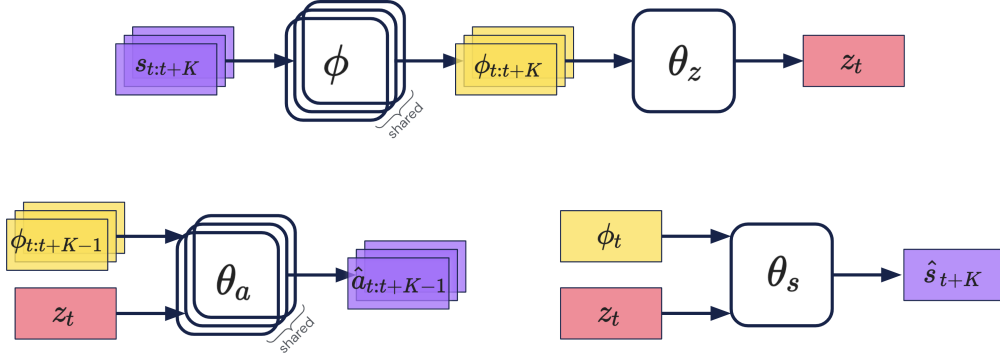 s_{t:t+K}
ϕ
shared
ϕ_{t:t+K}
θ_z
z_t
ϕ_{t:t+K−1}
z_t
θ_a
shared
â_{t:t+K−1}
ϕ_t
z_t
θ_s
ŝ_{t+K}